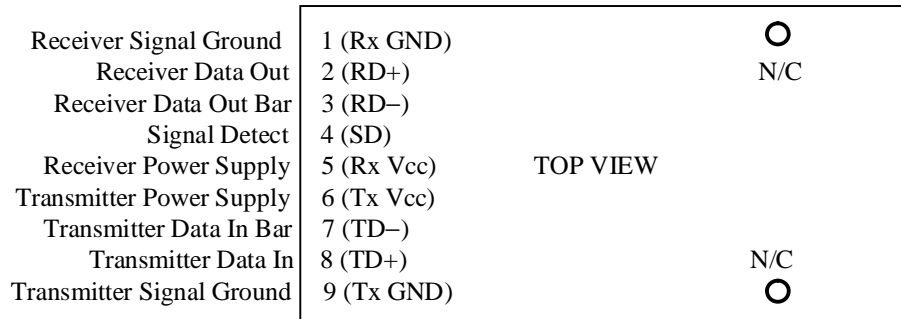 Receiver Signal Ground 1 (Rx GND)
Receiver Data Out 2 (RD+) N/C
Receiver Data Out Bar 3 (RD−)
Signal Detect 4 (SD)
Receiver Power Supply 5 (Rx Vcc) TOP VIEW
Transmitter Power Supply 6 (Tx Vcc)
Transmitter Data In Bar 7 (TD−)
Transmitter Data In 8 (TD+) N/C
Transmitter Signal Ground 9 (Tx GND)